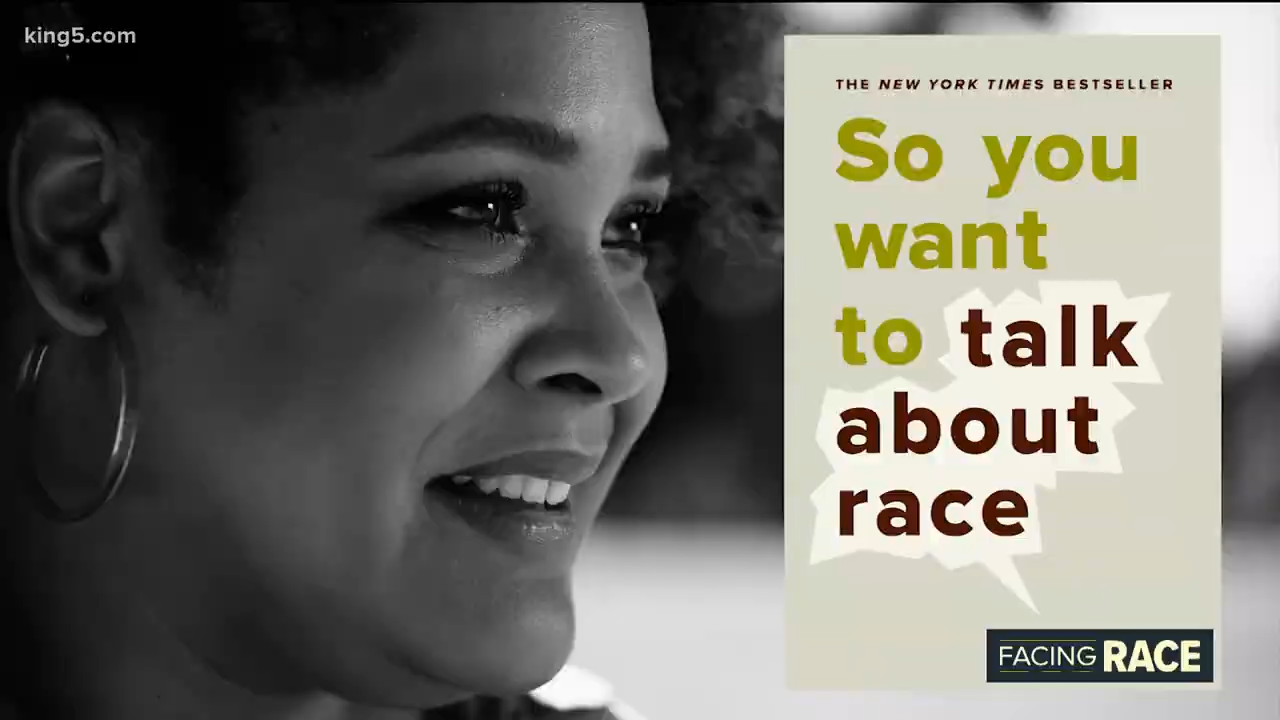 king5.com
THE NEW YORK TIMES BESTSELLER
So you
want
to talk
about
race
FACING RACE